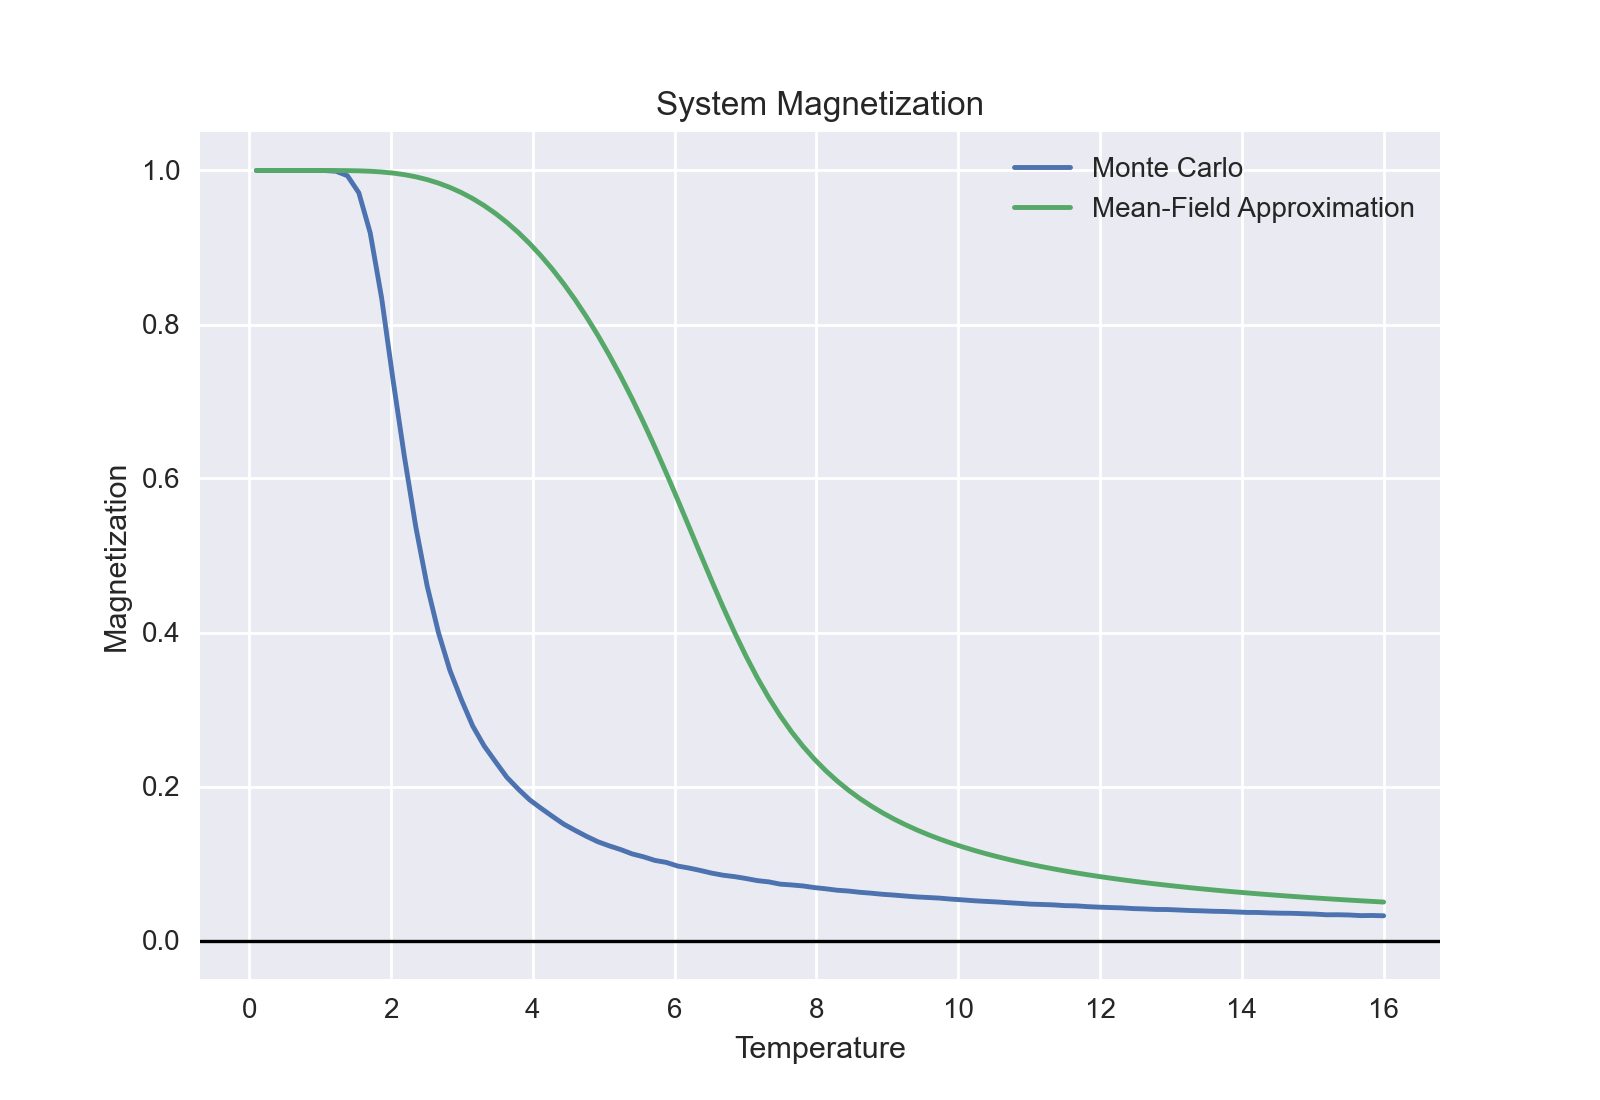 System Magnetization
Monte Carlo
Mean-Field Approximation
Magnetization
1.0
0.8
0.6
0.4
0.2
0.0
0 2 4 6 8 10 12 14 16
Temperature